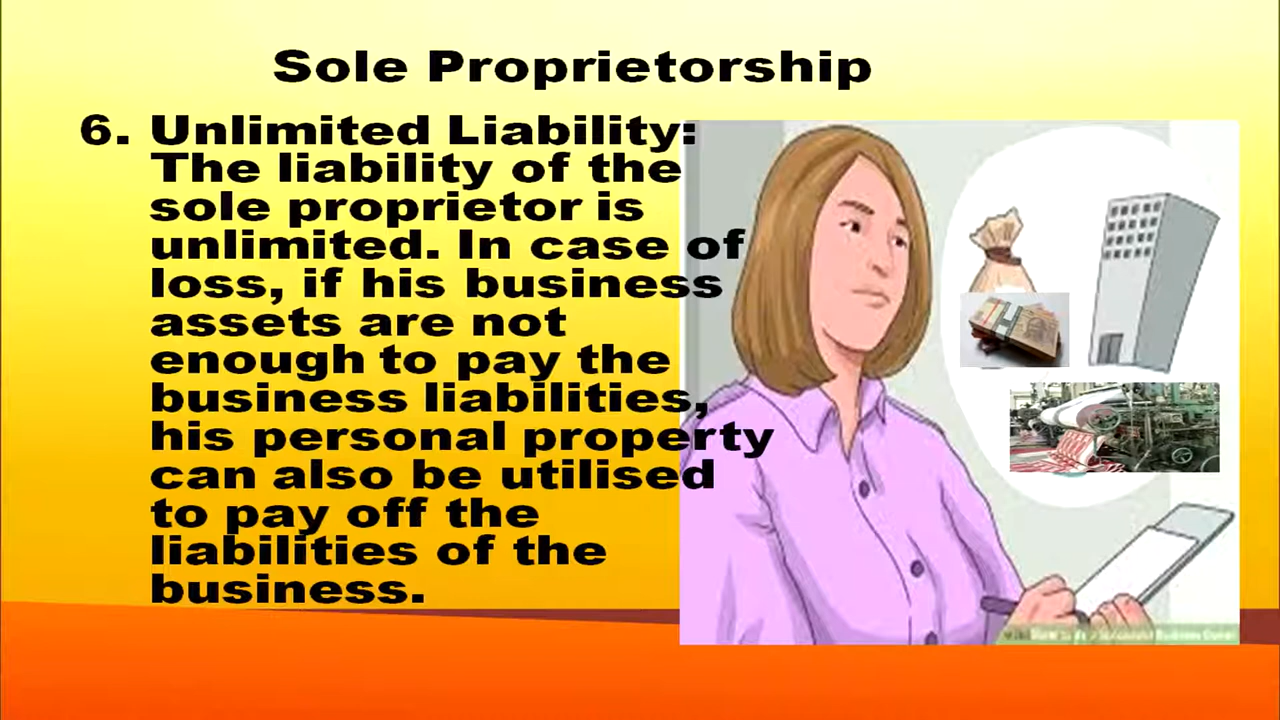 Sole Proprietorship
6. Unlimited Liability:
The liability of the
sole proprietor is
unlimited. In case of
loss, if his business
assets are not
enough to pay the
business liabilities,
his personal property
can also be utilised
to pay off the
liabilities of the
business.